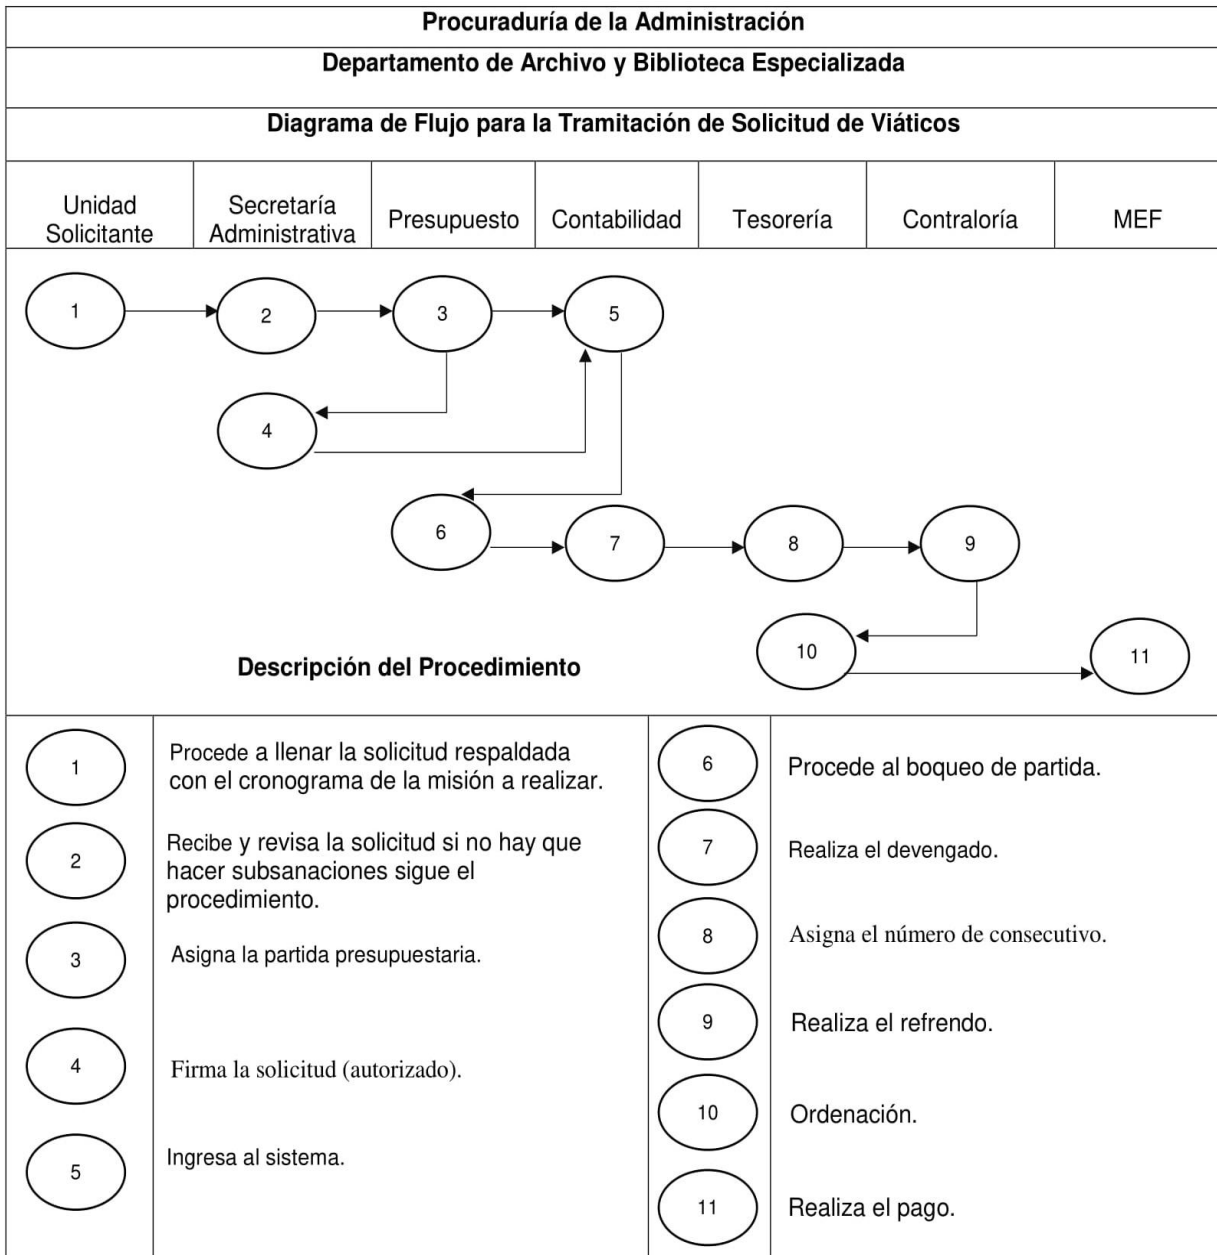 Procuraduría de la Administración
Departamento de Archivo y Biblioteca Especializada
Diagrama de Flujo para la Tramitación de Solicitud de Viáticos
Unidad
Solicitante
Secretaría
Administrativa
Presupuesto
Contabilidad
Tesorería
Contraloría
MEF
1
2
3
5
4
6
7
8
9
10
11
Descripción del Procedimiento
1
Procede a llenar la solicitud respaldada
con el cronograma de la misión a realizar.
2
Recibe y revisa la solicitud si no hay que
hacer subsanaciones sigue el
procedimiento.
3
Asigna la partida presupuestaria.
4
Firma la solicitud (autorizado).
5
Ingresa al sistema.
6
Procede al boqueo de partida.
7
Realiza el devengado.
8
Asigna el número de consecutivo.
9
Realiza el refrendo.
10
Ordenación.
11
Realiza el pago.